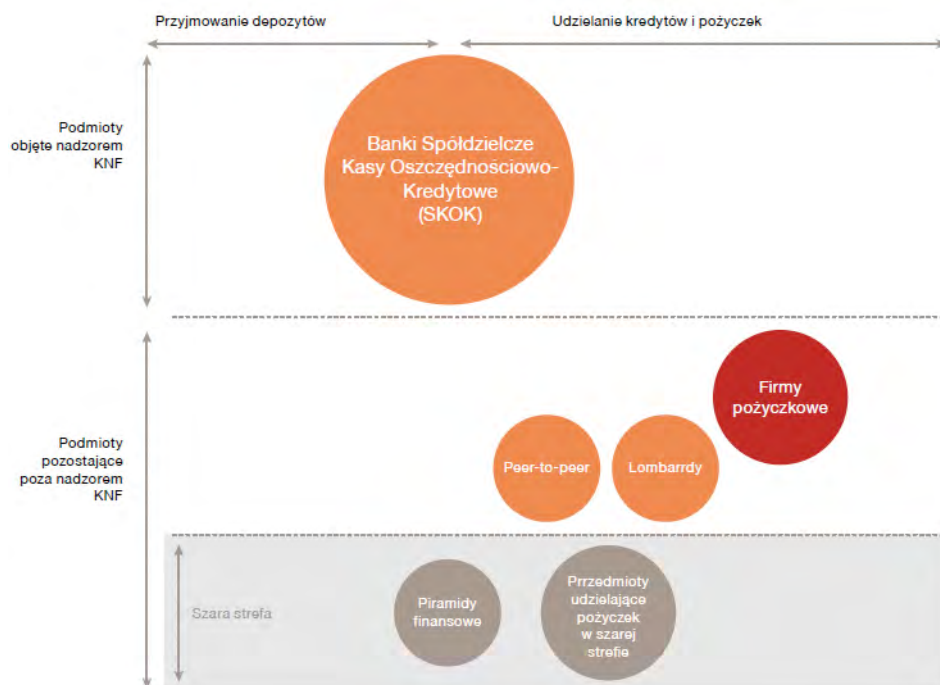 Przyjmowanie depozytów
Udzielanie kredytów i pożyczek
Podmioty
objęte nadzorem
KNF
Banki Spółdzielcze
Kasy Oszczędnościowo-
Kredytowe
(SKOK)
Firmy
pożyczkowe
Podmioty
pozostające
poza nadzorem
KNF
Peer-to-peer
Lombarrdy
Szara strefa
Piramidy
finansowe
Prrzedmioty
udzielające
pożyczek
w szarej
strefie